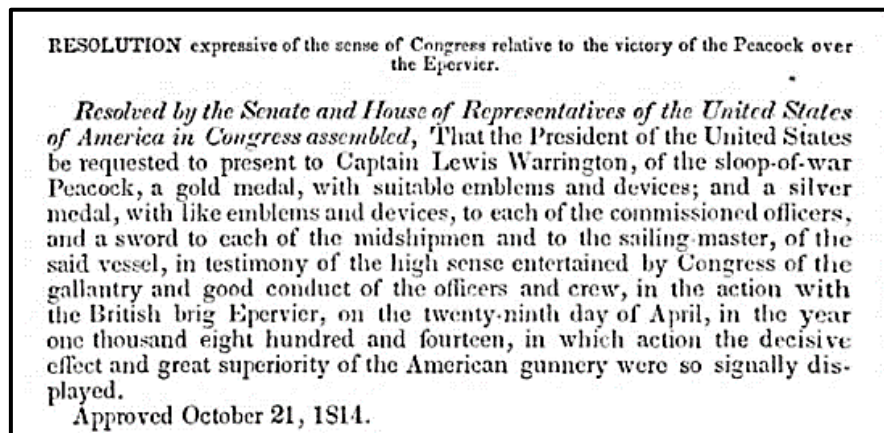 RESOLUTION expressive of the sense of Congress relative to the victory of the Peacock over
the Epervier.
Resolved by the Senate and House of Representatives of the United States
of America in Congress assembled, That the President of the United States
be requested to present to Captain Lewis Warrington, of the sloop-of-war
Peacock, a gold medal, with suitable emblems and devices; and a silver
medal, with like emblems and devices, to each of the commissioned officers,
and a sword to each of the midshipmen and to the sailing-master, of the
said vessel, in testimony of the high sense entertained by Congress of the
gallantry and good conduct of the officers and crew, in the action with
the British brig Epervier, on the twenty-ninth day of April, in the year
one thousand eight hundred and fourteen, in which action the decisive
effect and great superiority of the American gunnery were so signally dis-
played.
Approved October 21, 1814.